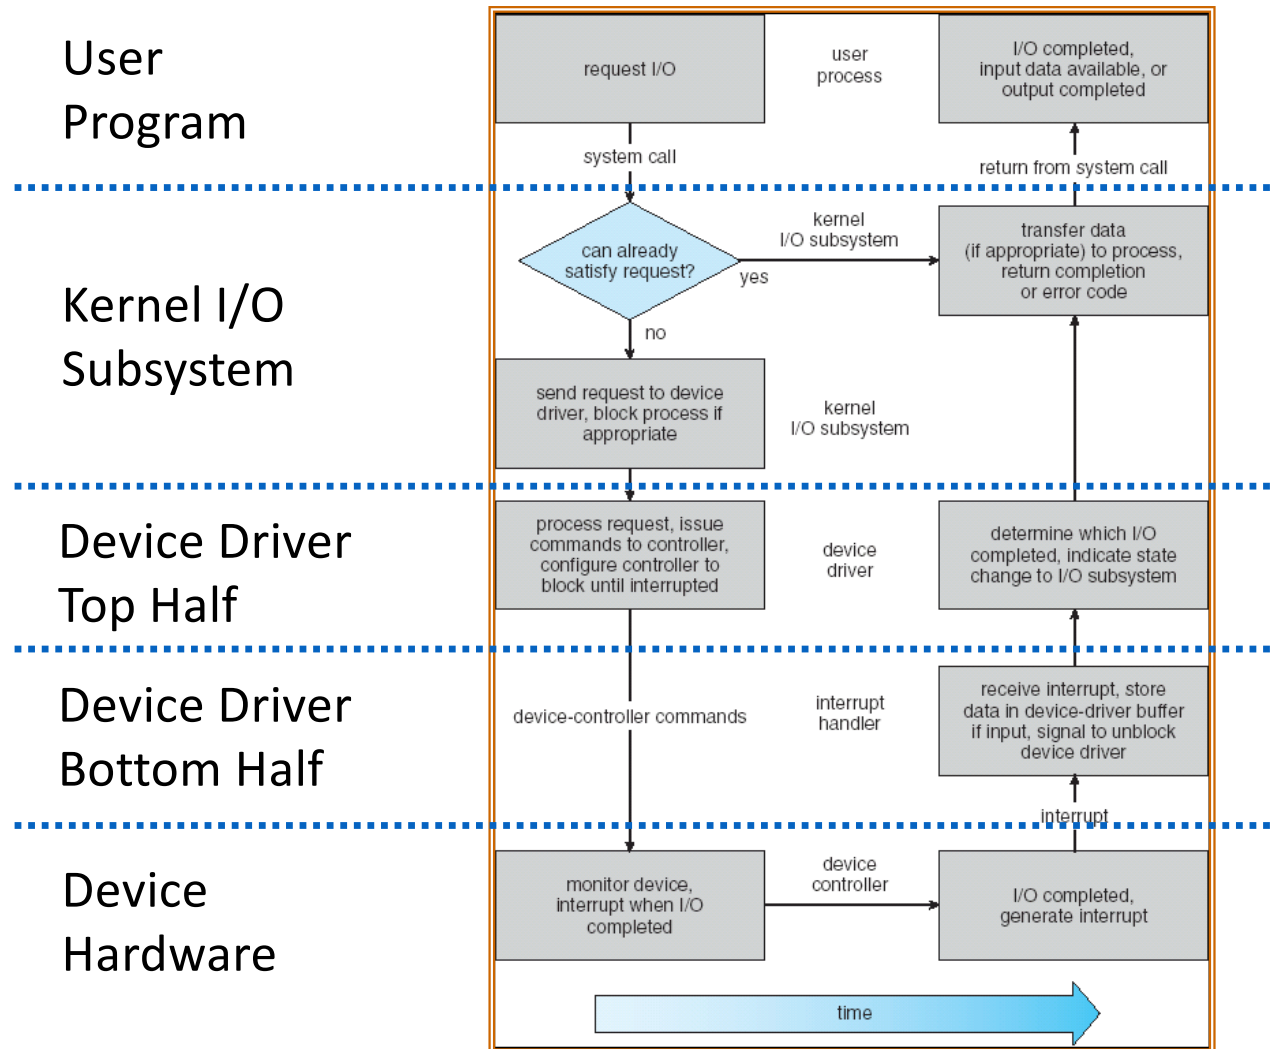 User
Program
request I/O
user
process
I/O completed,
input data available, or
output completed
system call
return from system call
Kernel I/O
Subsystem
can already
satisfy request?
kernel
I/O subsystem
yes
transfer data
(if appropriate) to process,
return completion
or error code
no
send request to device
driver, block process if
appropriate
kernel
I/O subsystem
Device Driver
Top Half
process request, issue
commands to controller,
configure controller to
block until interrupted
device
driver
determine which I/O
completed, indicate state
change to I/O subsystem
Device Driver
Bottom Half
device-controller commands
interrupt
handler
receive interrupt, store
data in device-driver buffer
if input, signal to unblock
device driver
interrupt
Device
Hardware
monitor device,
interrupt when I/O
completed
device
controller
I/O completed,
generate interrupt
time